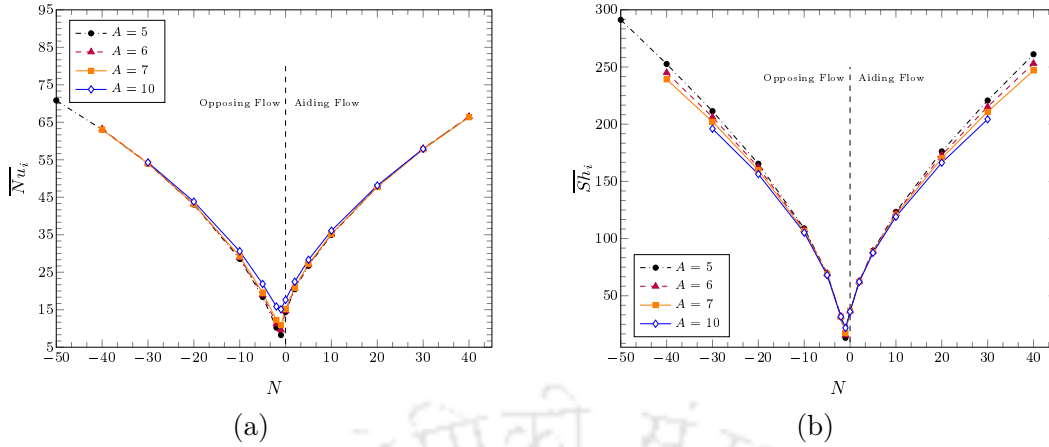 95
85
75
65
55
45
35
25
15
5
−50 −40 −30 −20 −10 0 10 20 30 40
N
Nu_i
A = 5
A = 6
A = 7
A = 10
Opposing Flow
Aiding Flow
(a)
300
250
200
150
100
50
−50 −40 −30 −20 −10 0 10 20 30 40
N
Sh_i
Opposing Flow
Aiding Flow
A = 5
A = 6
A = 7
A = 10
(b)